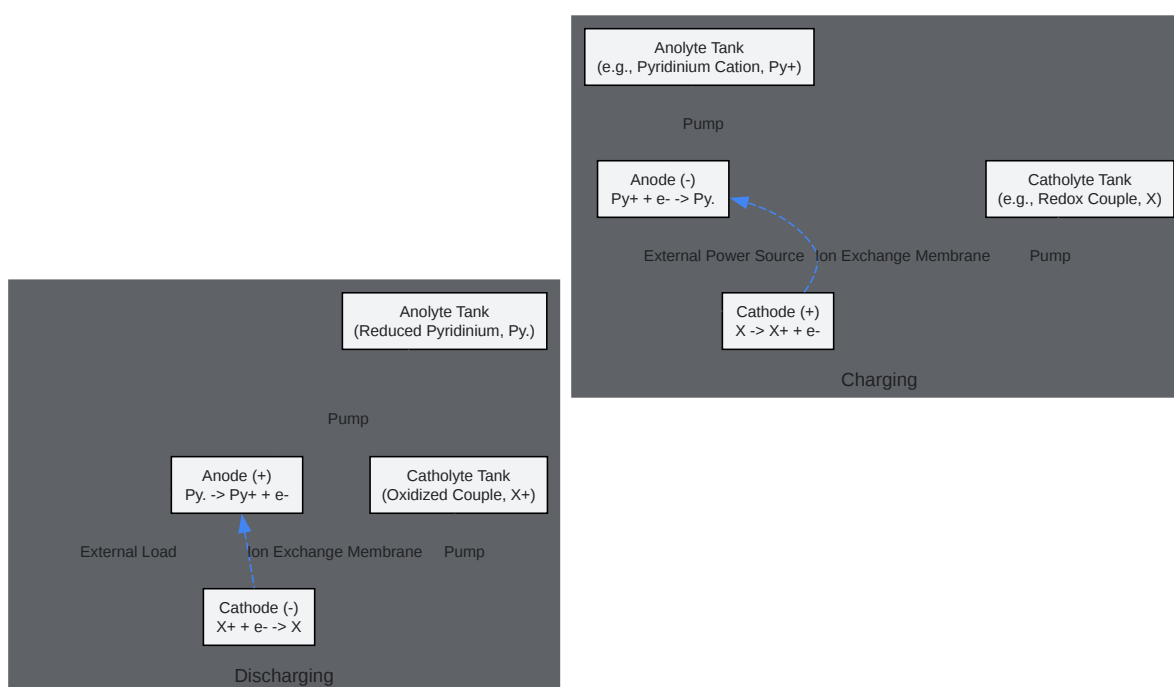 Anolyte Tank
(e.g., Pyridinium Cation, Py+)
Pump
Anode (-)
Py+ + e- -> Py.
Catholyte Tank
(e.g., Redox Couple, X)
External Power Source
Ion Exchange Membrane
Pump
Cathode (+)
X -> X+ + e-
Charging
Anolyte Tank
(Reduced Pyridinium, Py.)
Pump
Anode (+)
Py. -> Py+ + e-
Catholyte Tank
(Oxidized Couple, X+)
External Load
Ion Exchange Membrane
Pump
Cathode (-)
X+ + e- -> X
Discharging